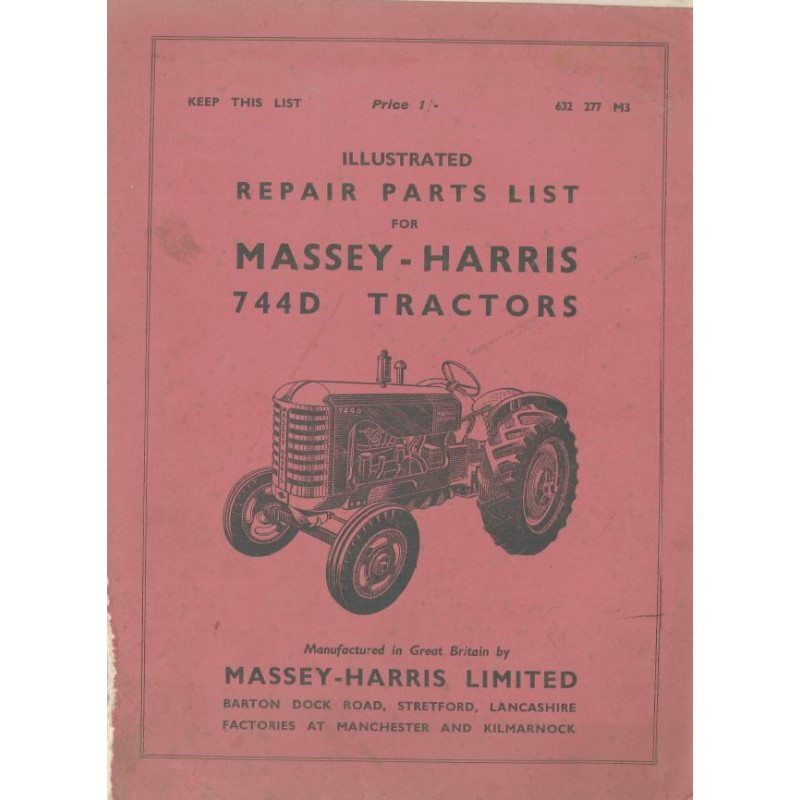 KEEP THIS LIST Price 1/- 632 277 M3
ILLUSTRATED
REPAIR PARTS LIST
FOR
MASSEY-HARRIS
744D TRACTORS
744D
Manufactured in Great Britain by
MASSEY-HARRIS LIMITED
BARTON DOCK ROAD, STRETFORD, LANCASHIRE
FACTORIES AT MANCHESTER AND KILMARNOCK